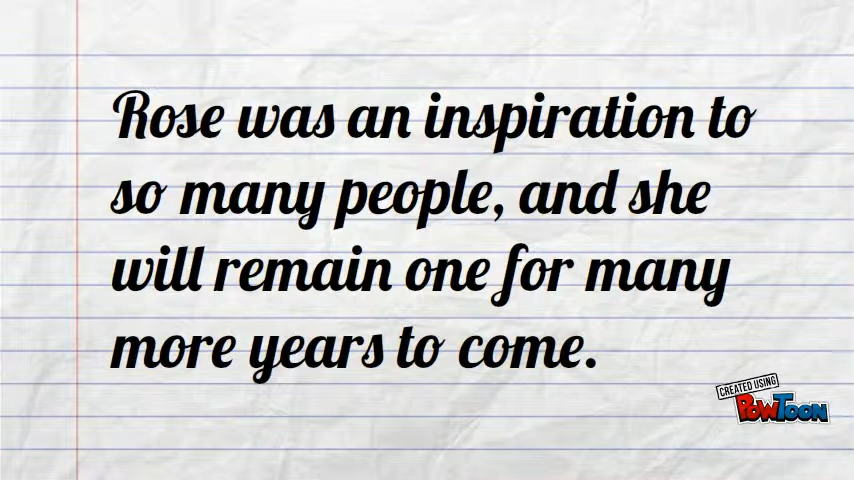 Rose was an inspiration to
so many people, and she
will remain one for many
more years to come.
CREATED USING
PowToon